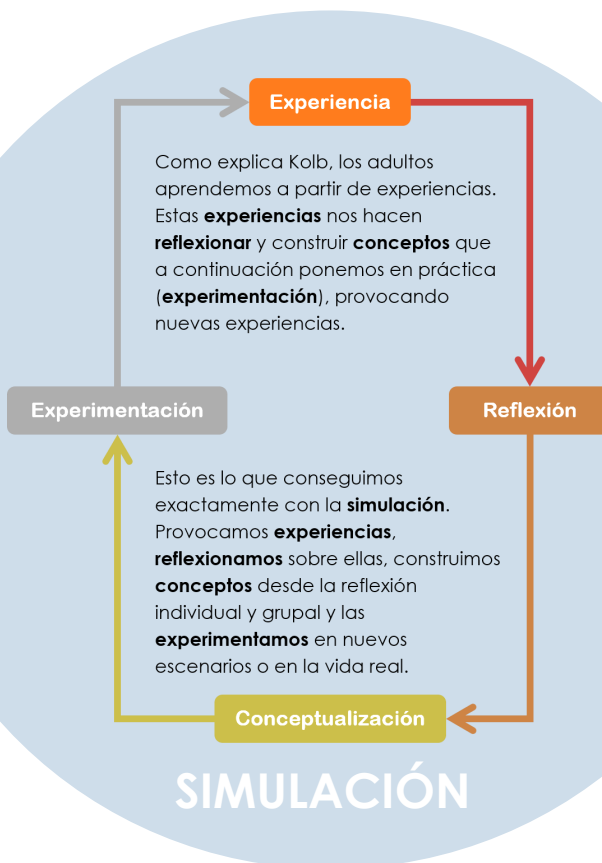 Experiencia
Como explica Kolb, los adultos
aprendemos a partir de experiencias.
Estas experiencias nos hacen
reflexionar y construir conceptos que
a continuación ponemos en práctica
(experimentación), provocando
nuevas experiencias.
Experimentación
Reflexión
Esto es lo que conseguimos
exactamente con la simulación.
Provocamos experiencias,
reflexionamos sobre ellas, construimos
conceptos desde la reflexión
individual y grupal y las
experimentamos en nuevos
escenarios o en la vida real.
Conceptualización
SIMULACIÓN